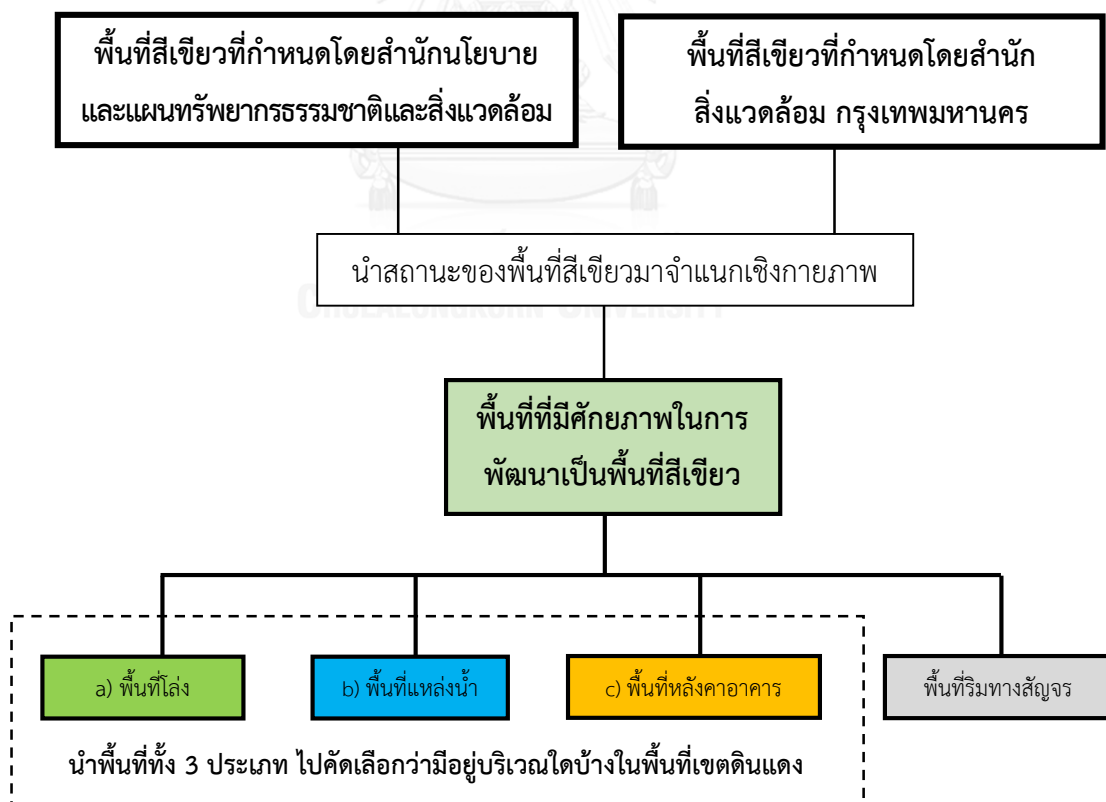 พื้นที่สีเขียวที่กำหนดโดยสำนักนโยบาย
และแผนทรัพยากรธรรมชาติและสิ่งแวดล้อม
พื้นที่สีเขียวที่กำหนดโดยสำนัก
สิ่งแวดล้อม กรุงเทพมหานคร
นำสถานะของพื้นที่สีเขียวมาจำแนกเชิงกายภาพ
CHULALONGKORN UNIVERSITY
พื้นที่ที่มีศักยภาพในการ
พัฒนาเป็นพื้นที่สีเขียว
a) พื้นที่โล่ง
b) พื้นที่แหล่งน้ำ
c) พื้นที่หลังคาอาคาร
พื้นที่ริมทางสัญจร
นำพื้นที่ทั้ง 3 ประเภท ไปคัดเลือกว่ามีอยู่บริเวณใดบ้างในพื้นที่เขตดินแดง